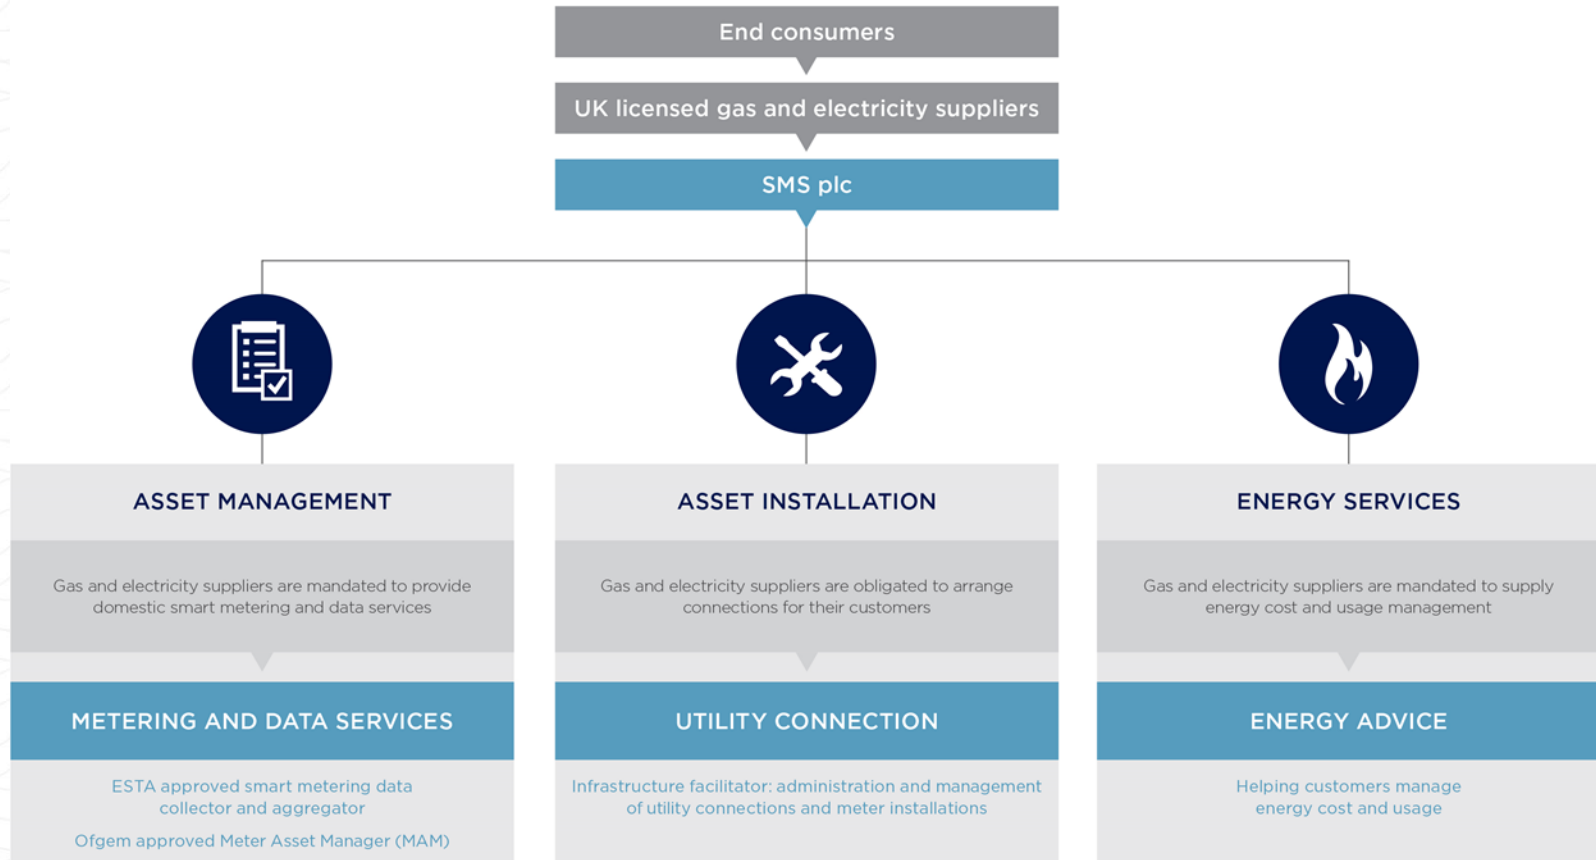 End consumers
UK licensed gas and electricity suppliers
SMS plc
ASSET MANAGEMENT
Gas and electricity suppliers are mandated to provide
domestic smart metering and data services
METERING AND DATA SERVICES
ESTA approved smart metering data
collector and aggregator
Ofgem approved Meter Asset Manager (MAM)
ASSET INSTALLATION
Gas and electricity suppliers are obligated to arrange
connections for their customers
UTILITY CONNECTION
Infrastructure facilitator: administration and management
of utility connections and meter installations
ENERGY SERVICES
Gas and electricity suppliers are mandated to supply
energy cost and usage management
ENERGY ADVICE
Helping customers manage
energy cost and usage